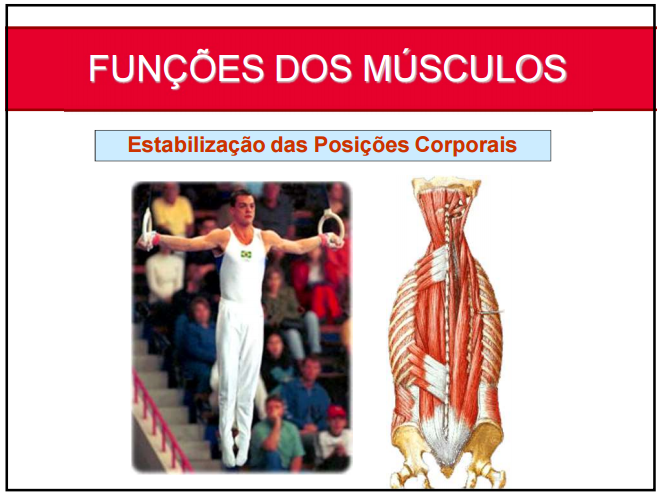 FUNÇÕES DOS MÚSCULOS
Estabilização das Posições Corporais